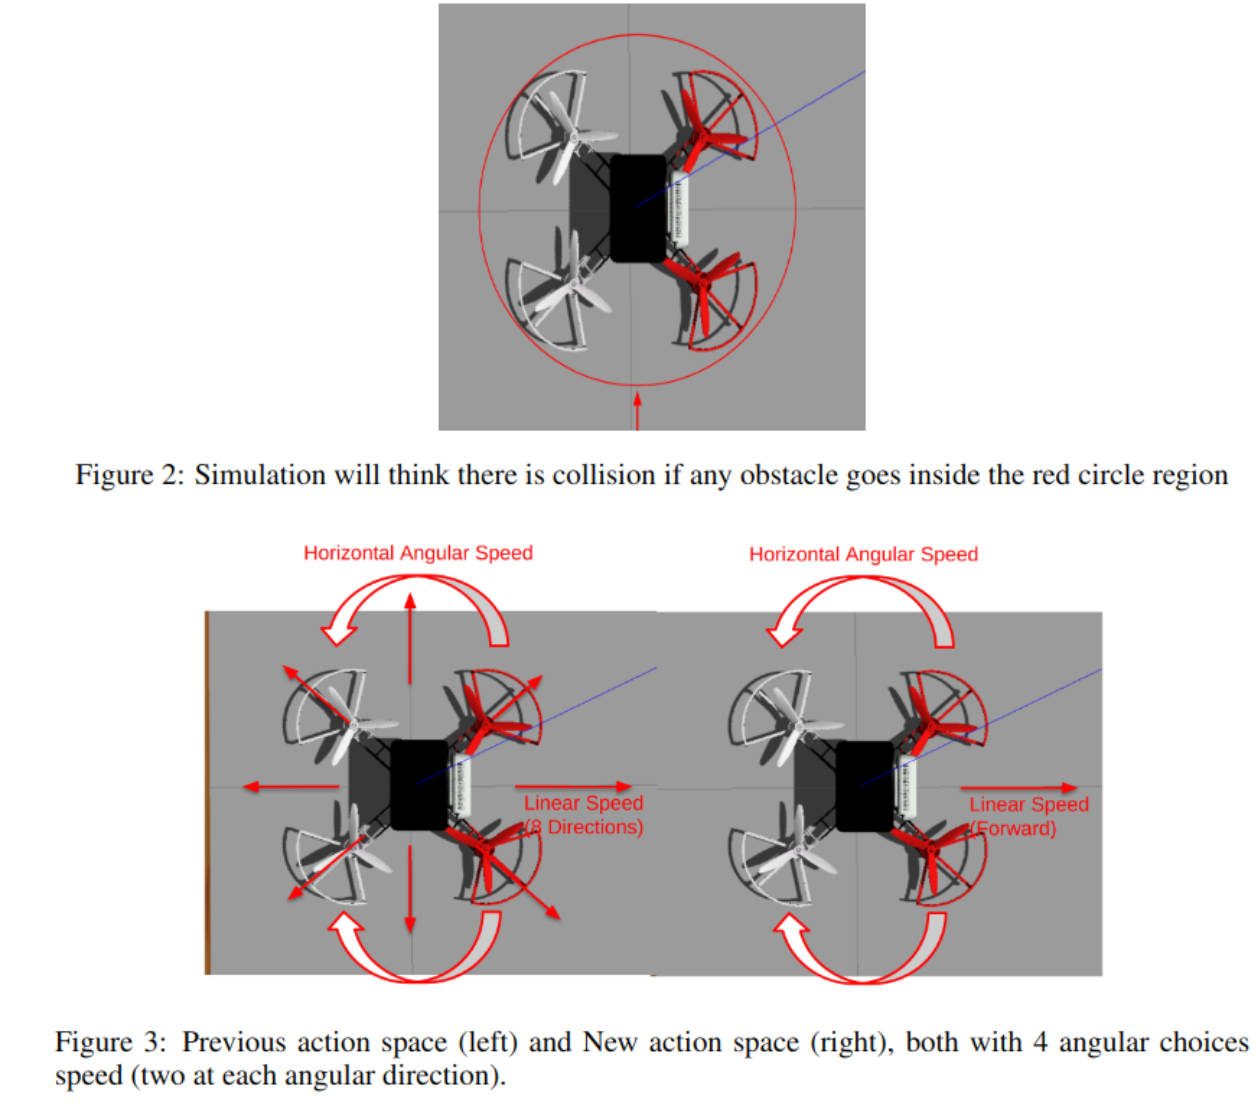 Figure 2: Simulation will think there is collision if any obstacle goes inside the red circle region
Horizontal Angular Speed
Horizontal Angular Speed
Linear Speed
(8 Directions)
Linear Speed
(Forward)
Figure 3: Previous action space (left) and New action space (right), both with 4 angular choices
speed (two at each angular direction).